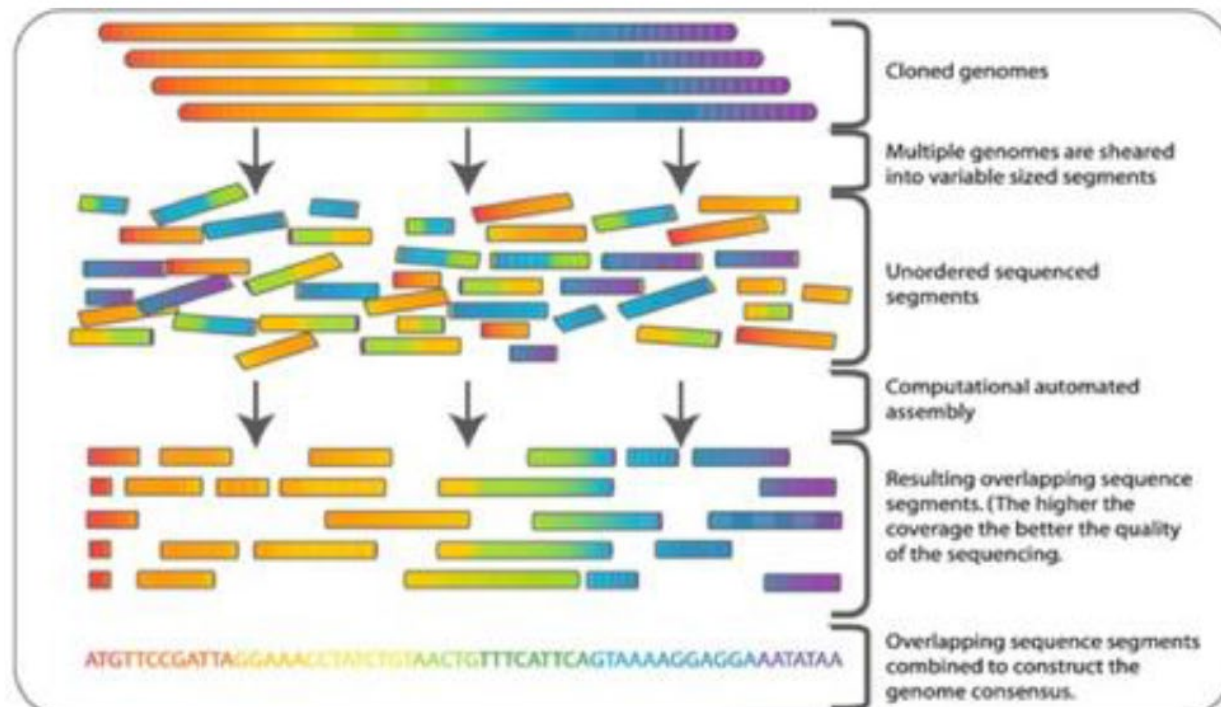 Cloned genomes
Multiple genomes are sheared
into variable sized segments
Unordered sequenced
segments
Computational automated
assembly
Resulting overlapping sequence
segments. (The higher the
coverage the better the quality
of the sequencing.
ATGTTCCGATTAGGAAACCTATCTGTAACTGTTTCATTCAGTAAAAGGAGGAAATATAA
Overlapping sequence segments
combined to construct the
genome consensus.